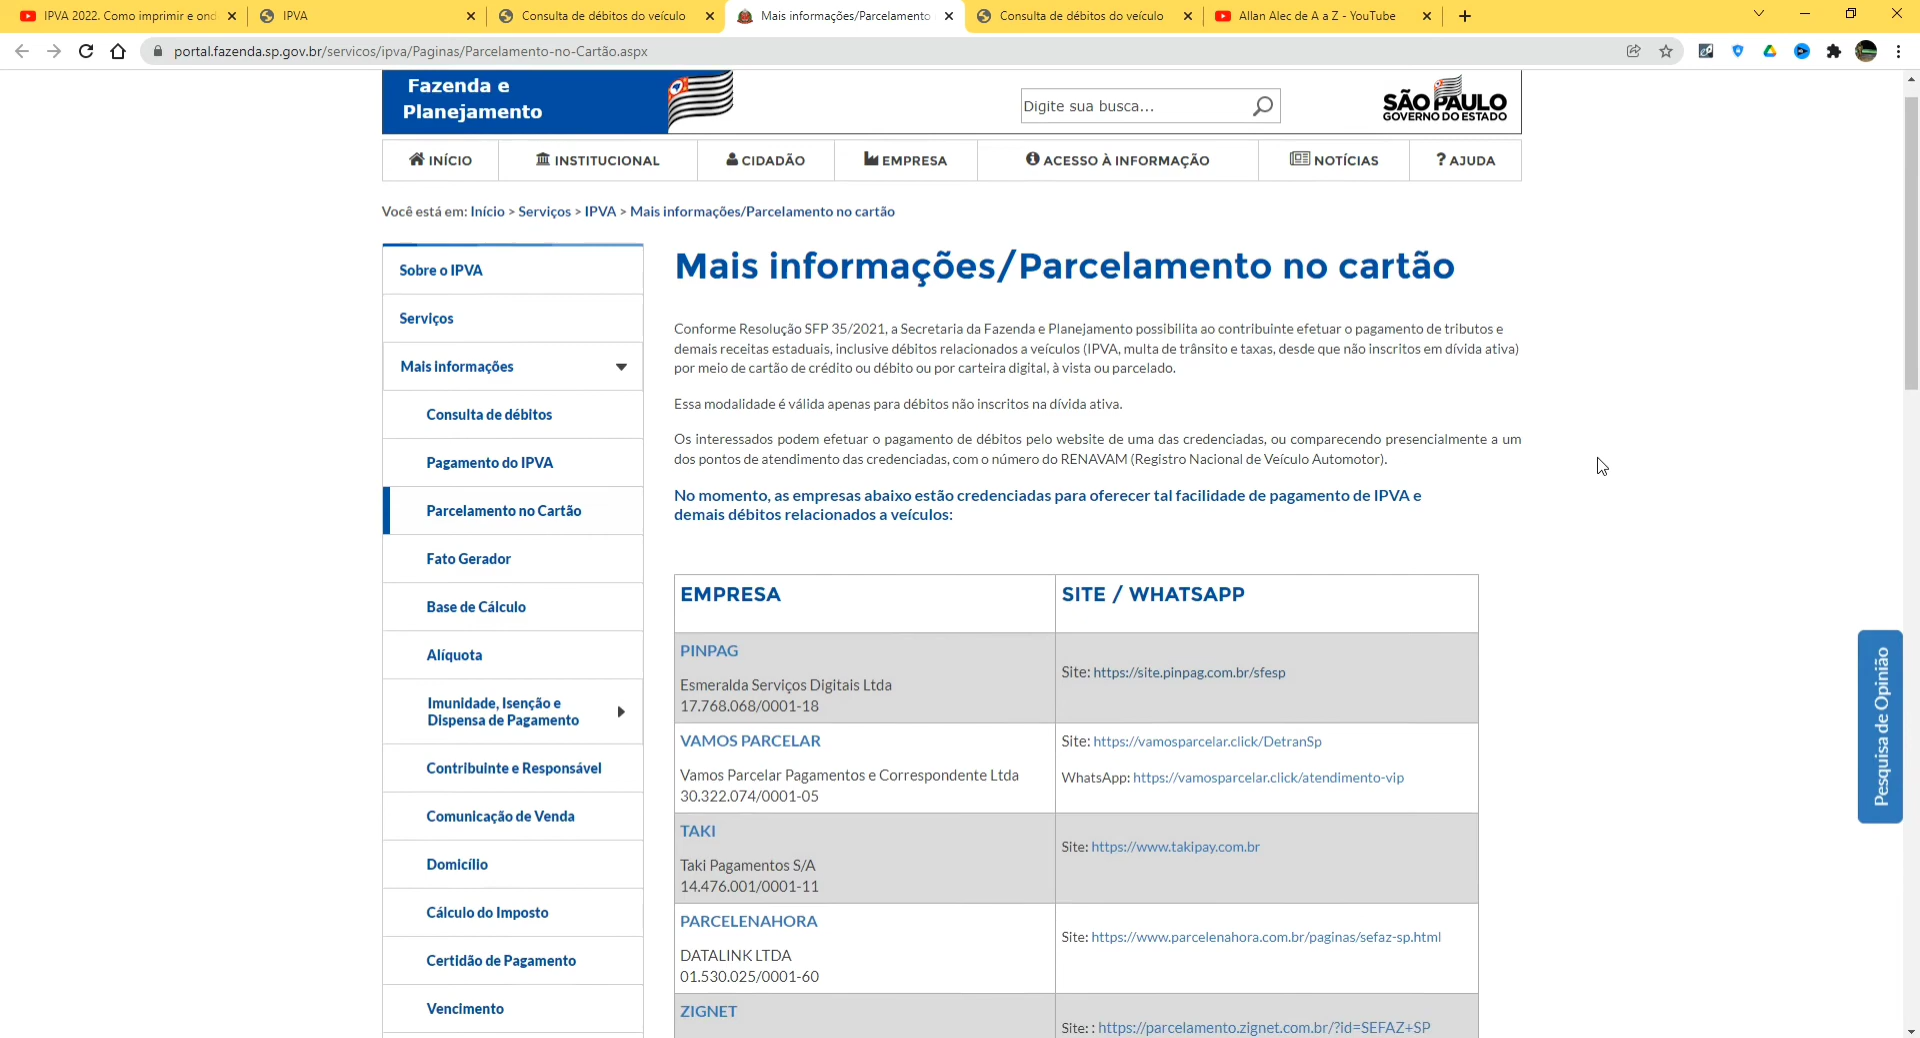 IPVA 2022. Como imprimir e ond
IPVA
Consulta de débitos do veículo
Mais informações/Parcelamento
Consulta de débitos do veículo
Allan Alec de A a Z - YouTube
portal.fazenda.sp.gov.br/servicos/ipva/Paginas/Parcelamento-no-Cartão.aspx
Fazenda e
Planejamento
Digite sua busca...
SÃO PAULO
GOVERNO DO ESTADO
INÍCIO
INSTITUCIONAL
CIDADÃO
EMPRESA
ACESSO À INFORMAÇÃO
NOTÍCIAS
? AJUDA
Você está em: Início > Serviços > IPVA > Mais informações/Parcelamento no cartão
Sobre o IPVA
Serviços
Mais informações
Consulta de débitos
Pagamento do IPVA
Parcelamento no Cartão
Fato Gerador
Base de Cálculo
Alíquota
Imunidade, Isenção e
Dispensa de Pagamento
Contribuinte e Responsável
Comunicação de Venda
Domicílio
Cálculo do Imposto
Certidão de Pagamento
Vencimento
Mais informações/Parcelamento no cartão
Conforme Resolução SFP 35/2021, a Secretaria da Fazenda e Planejamento possibilita ao contribuinte efetuar o pagamento de tributos e
demais receitas estaduais, inclusive débitos relacionados a veículos (IPVA, multa de trânsito e taxas, desde que não inscritos em dívida ativa)
por meio de cartão de crédito ou débito ou por carteira digital, à vista ou parcelado.
Essa modalidade é válida apenas para débitos não inscritos na dívida ativa.
Os interessados podem efetuar o pagamento de débitos pelo website de uma das credenciadas, ou comparecendo presencialmente a um
dos pontos de atendimento das credenciadas, com o número do RENAVAM (Registro Nacional de Veículo Automotor).
No momento, as empresas abaixo estão credenciadas para oferecer tal facilidade de pagamento de IPVA e
demais débitos relacionados a veículos:
EMPRESA
SITE / WHATSAPP
PINPAG
Esmeralda Serviços Digitais Ltda
17.768.068/0001-18
Site: https://site.pinpag.com.br/sfesp
VAMOS PARCELAR
Vamos Parcelar Pagamentos e Correspondente Ltda
30.322.074/0001-05
Site: https://vamosparcelar.click/DetranSp
WhatsApp: https://vamosparcelar.click/atendimento-vip
TAKI
Taki Pagamentos S/A
14.476.001/0001-11
Site: https://www.takipay.com.br
PARCELENAHORA
DATALINK LTDA
01.530.025/0001-60
Site: https://www.parcelenahora.com.br/paginas/sefaz-sp.html
ZIGNET
Site: : https://parcelamento.zignet.com.br/?id=SEFAZ+SP
Pesquisa de Opinião